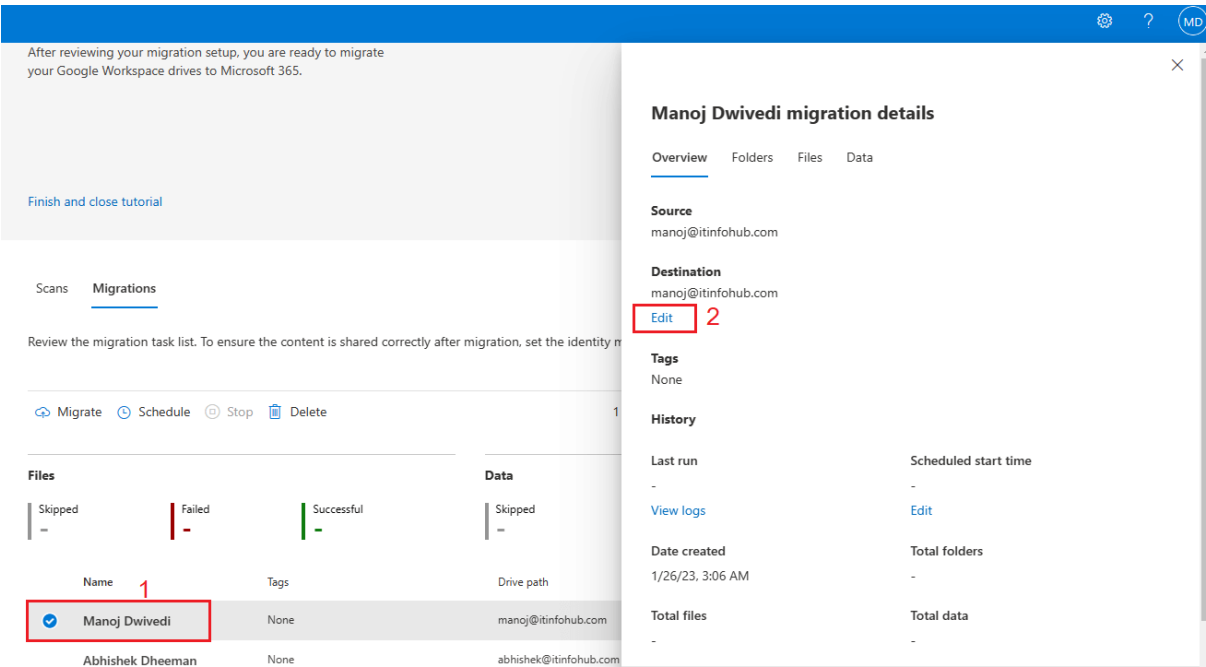 MD
After reviewing your migration setup, you are ready to migrate
your Google Workspace drives to Microsoft 365.
Finish and close tutorial
Scans Migrations
Review the migration task list. To ensure the content is shared correctly after migration, set the identity m
Migrate Schedule Stop Delete 1
Files Data
Skipped Failed Successful Skipped
- - - -
Name 1 Tags Drive path
Manoj Dwivedi None manoj@itinfohub.com
Abhishek Dheeman None abhishek@itinfohub.com
Manoj Dwivedi migration details
Overview Folders Files Data
Source
manoj@itinfohub.com
Destination
manoj@itinfohub.com
Edit 2
Tags
None
History
Last run Scheduled start time
- -
View logs Edit
Date created Total folders
1/26/23, 3:06 AM -
Total files Total data
- -